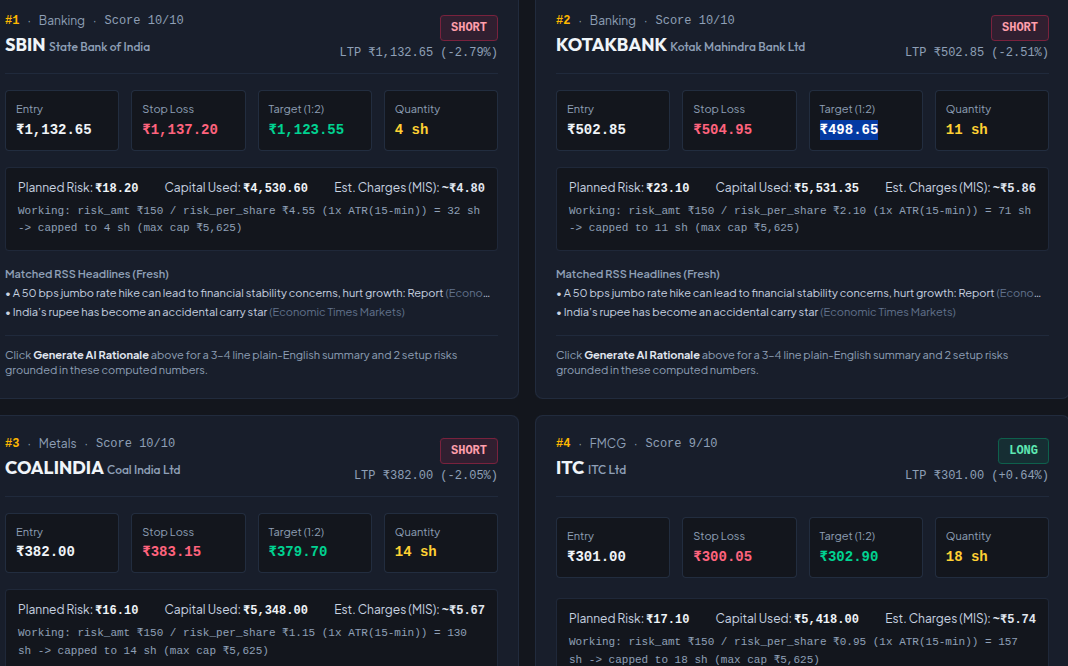 #1 · Banking · Score 10/10
SHORT
SBIN State Bank of India
LTP ₹1,132.65 (-2.79%)
Entry
₹1,132.65
Stop Loss
₹1,137.20
Target (1:2)
₹1,123.55
Quantity
4 sh
Planned Risk: ₹18.20 Capital Used: ₹4,530.60 Est. Charges (MIS): ~₹4.80
Working: risk_amt ₹150 / risk_per_share ₹4.55 (1x ATR(15-min)) = 32 sh
-> capped to 4 sh (max cap ₹5,625)
Matched RSS Headlines (Fresh)
• A 50 bps jumbo rate hike can lead to financial stability concerns, hurt growth: Report (Econo...
• India's rupee has become an accidental carry star (Economic Times Markets)
Click Generate AI Rationale above for a 3–4 line plain-English summary and 2 setup risks
grounded in these computed numbers.
#2 · Banking · Score 10/10
SHORT
KOTAKBANK Kotak Mahindra Bank Ltd
LTP ₹502.85 (-2.51%)
Entry
₹502.85
Stop Loss
₹504.95
Target (1:2)
₹498.65
Quantity
11 sh
Planned Risk: ₹23.10 Capital Used: ₹5,531.35 Est. Charges (MIS): ~₹5.86
Working: risk_amt ₹150 / risk_per_share ₹2.10 (1x ATR(15-min)) = 71 sh
-> capped to 11 sh (max cap ₹5,625)
Matched RSS Headlines (Fresh)
• A 50 bps jumbo rate hike can lead to financial stability concerns, hurt growth: Report (Econo...
• India's rupee has become an accidental carry star (Economic Times Markets)
Click Generate AI Rationale above for a 3–4 line plain-English summary and 2 setup risks
grounded in these computed numbers.
#3 · Metals · Score 10/10
SHORT
COALINDIA Coal India Ltd
LTP ₹382.00 (-2.05%)
Entry
₹382.00
Stop Loss
₹383.15
Target (1:2)
₹379.70
Quantity
14 sh
Planned Risk: ₹16.10 Capital Used: ₹5,348.00 Est. Charges (MIS): ~₹5.67
Working: risk_amt ₹150 / risk_per_share ₹1.15 (1x ATR(15-min)) = 130
sh -> capped to 14 sh (max cap ₹5,625)
#4 · FMCG · Score 9/10
LONG
ITC ITC Ltd
LTP ₹301.00 (+0.64%)
Entry
₹301.00
Stop Loss
₹300.05
Target (1:2)
₹302.90
Quantity
18 sh
Planned Risk: ₹17.10 Capital Used: ₹5,418.00 Est. Charges (MIS): ~₹5.74
Working: risk_amt ₹150 / risk_per_share ₹0.95 (1x ATR(15-min)) = 157
sh -> capped to 18 sh (max cap ₹5,625)